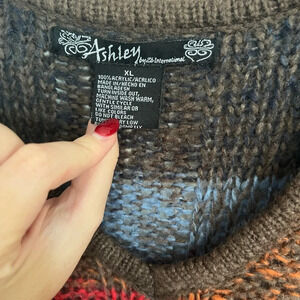 Ashley
by 26 International
XL
100% ACRYLIC/ACRILICO
MADE IN/HECHO EN
BANGLADESH
TURN INSIDE OUT,
MACHINE WASH WARM,
GENTLE CYCLE
WITH SIMILAR OR
LIKE COLORS
DO NOT BLEACH
LOW